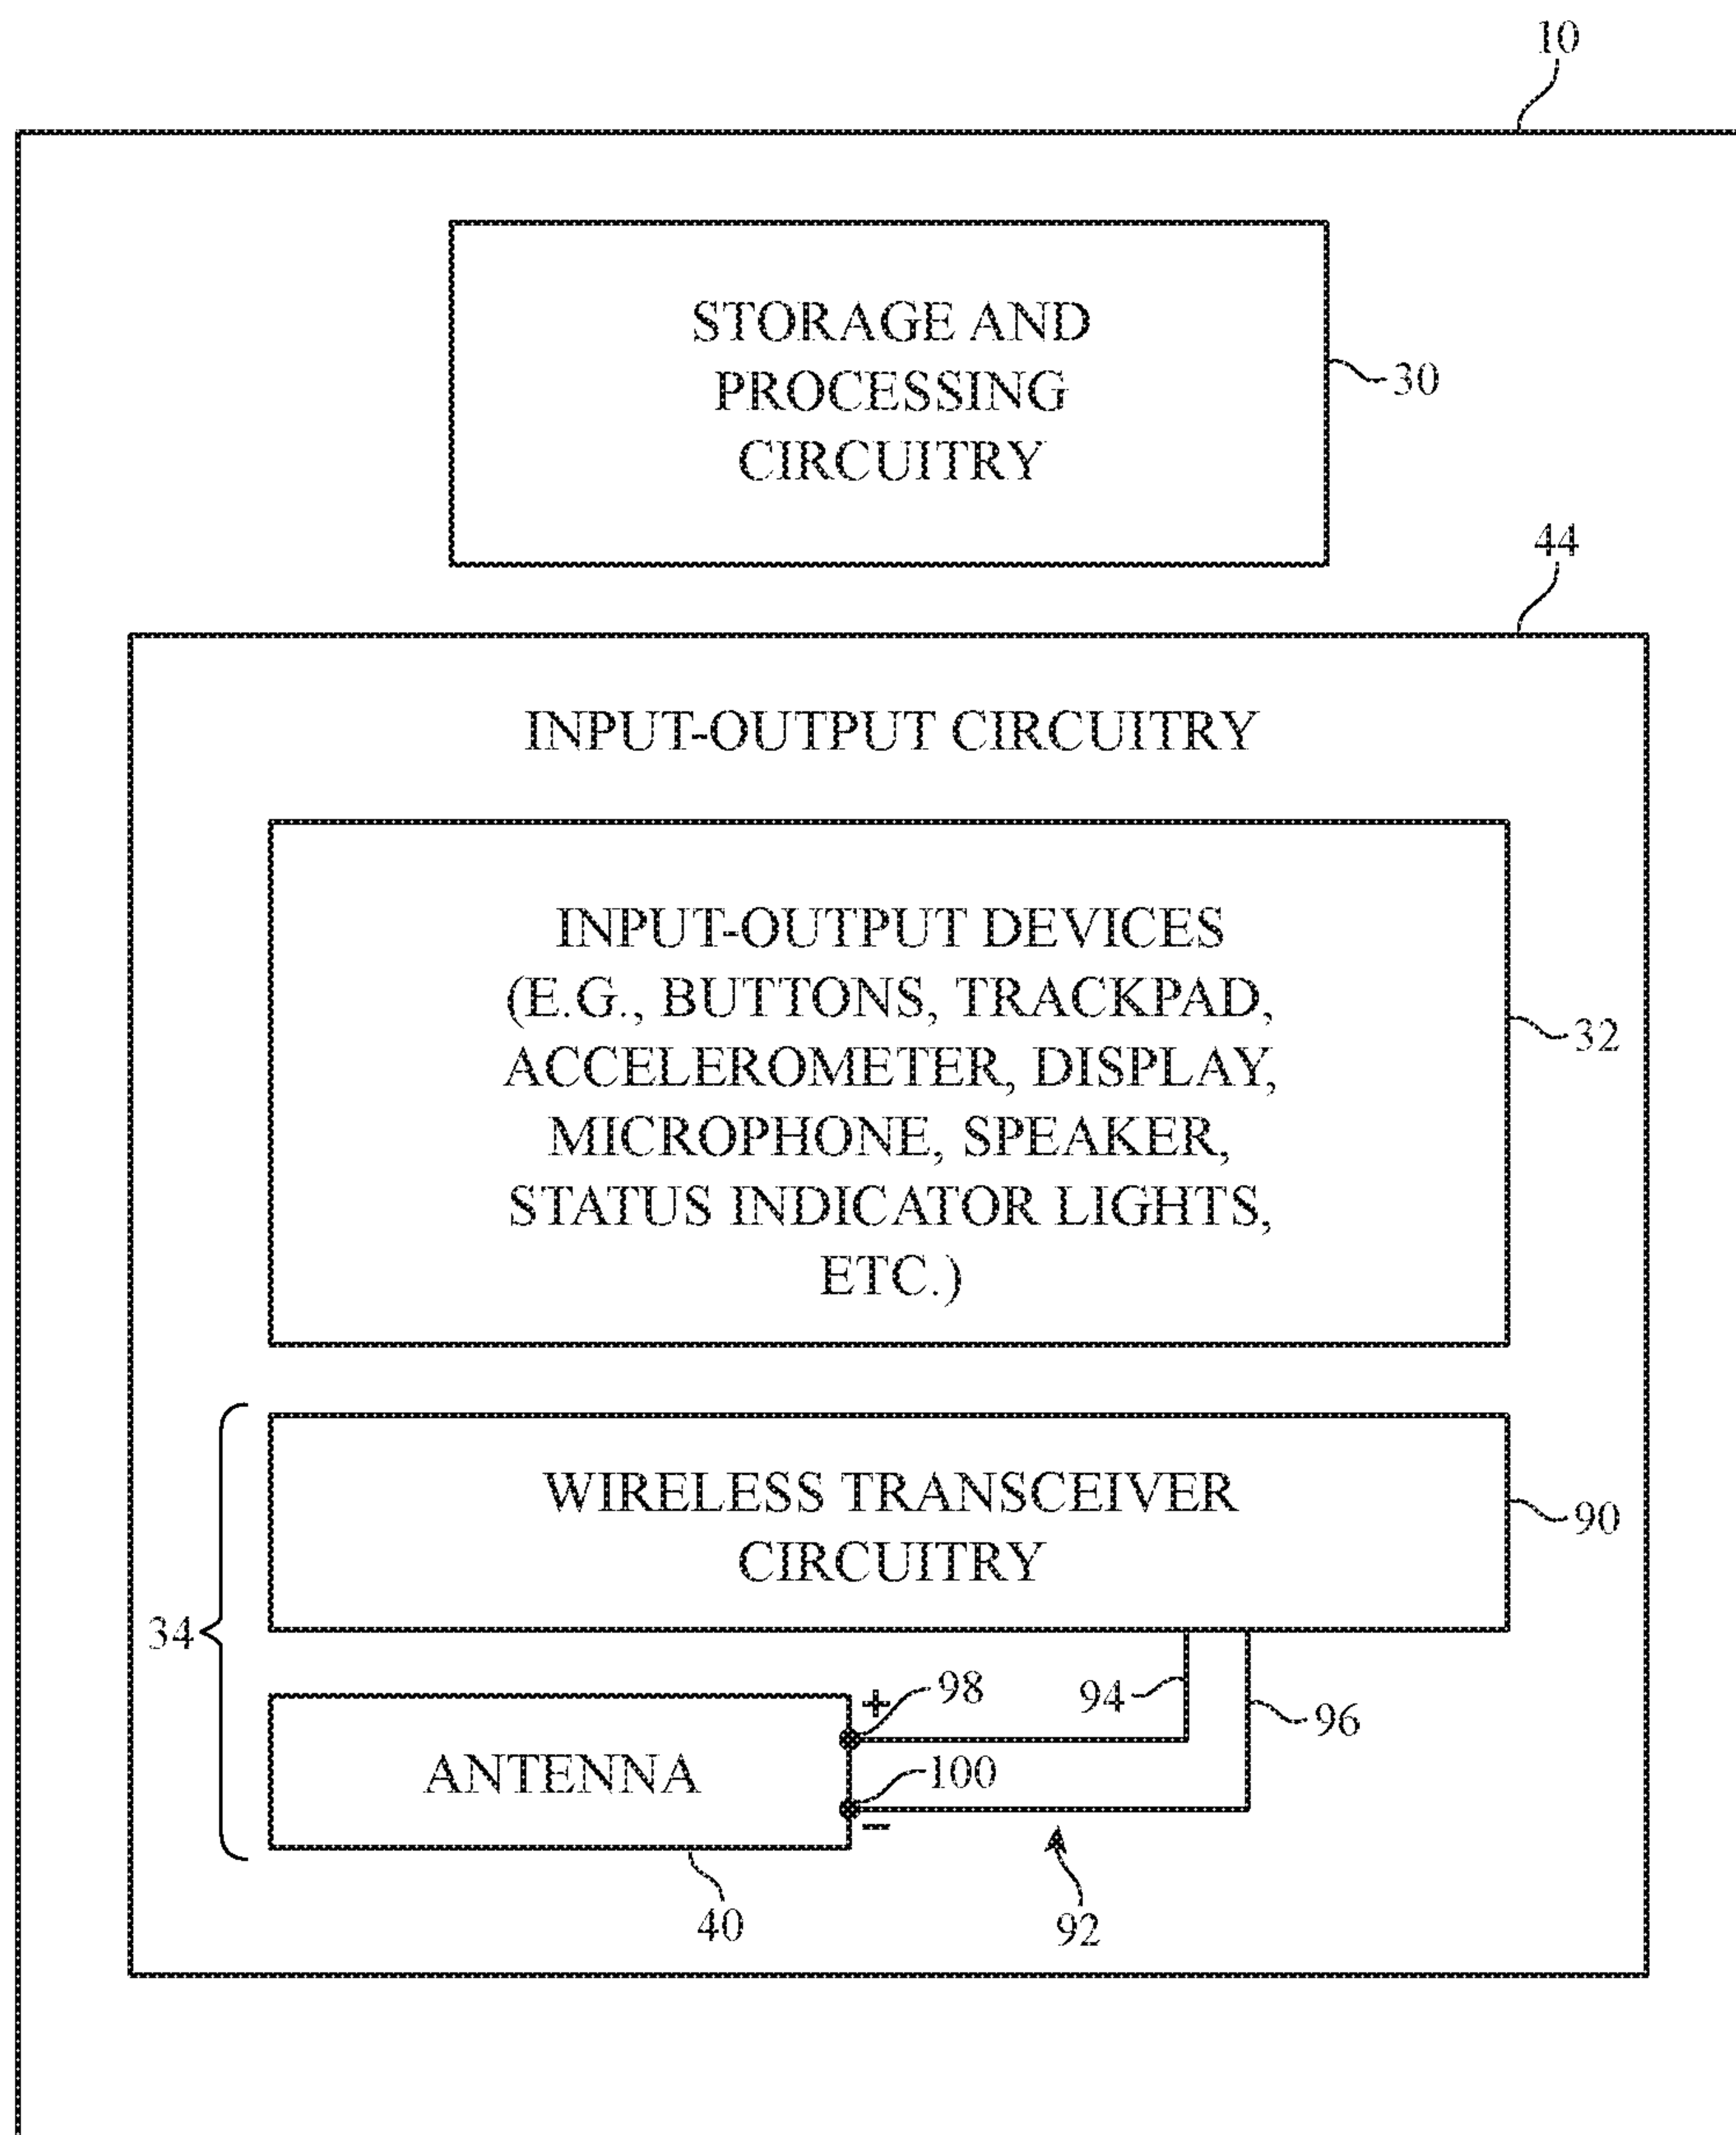 10
STORAGE AND
PROCESSING
CIRCUITRY
30
44
INPUT-OUTPUT CIRCUITRY
INPUT-OUTPUT DEVICES
(E.G., BUTTONS, TRACKPAD,
ACCELEROMETER, DISPLAY,
MICROPHONE, SPEAKER,
STATUS INDICATOR LIGHTS,
ETC.)
32
WIRELESS TRANSCEIVER
CIRCUITRY
90
34
+
98
94
96
ANTENNA
100
−
40
92